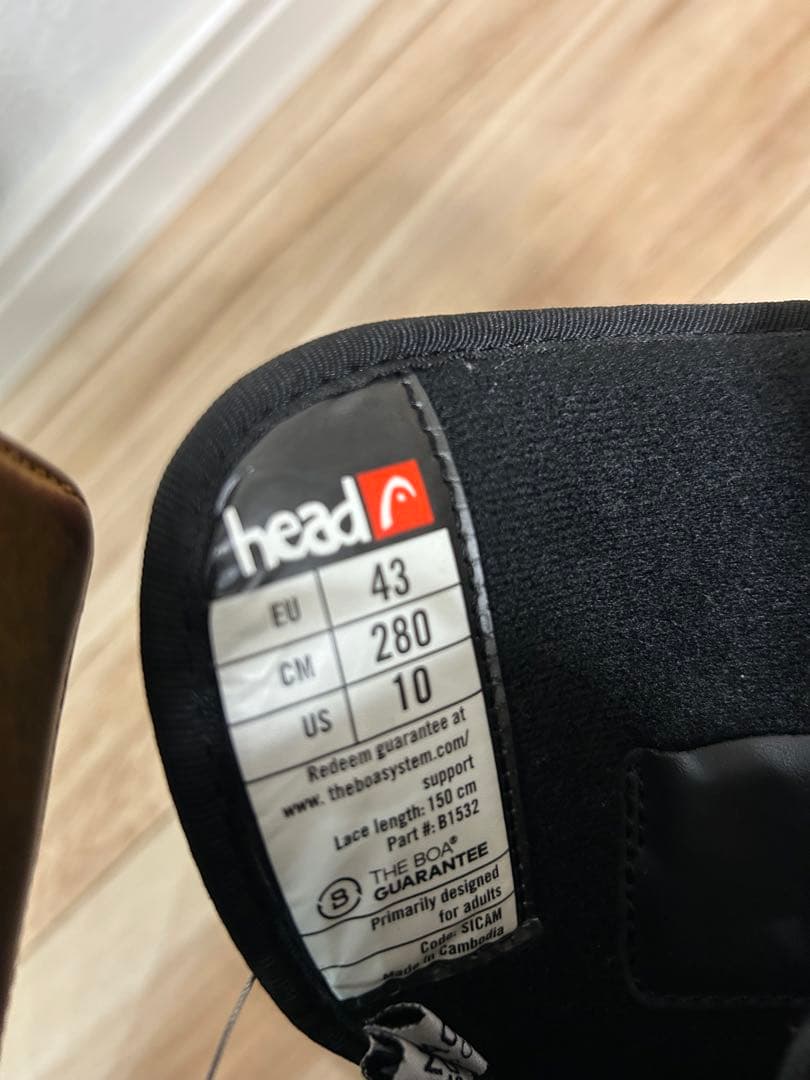 head
EU 43
CM 280
US 10
Redeem guarantee at
www. theboasystem.com/
support
Lace length: 150 cm
Part #: B1532
THE BOA®
GUARANTEE
Primarily designed
for adults
Code: SICAM
Made in Cambodia